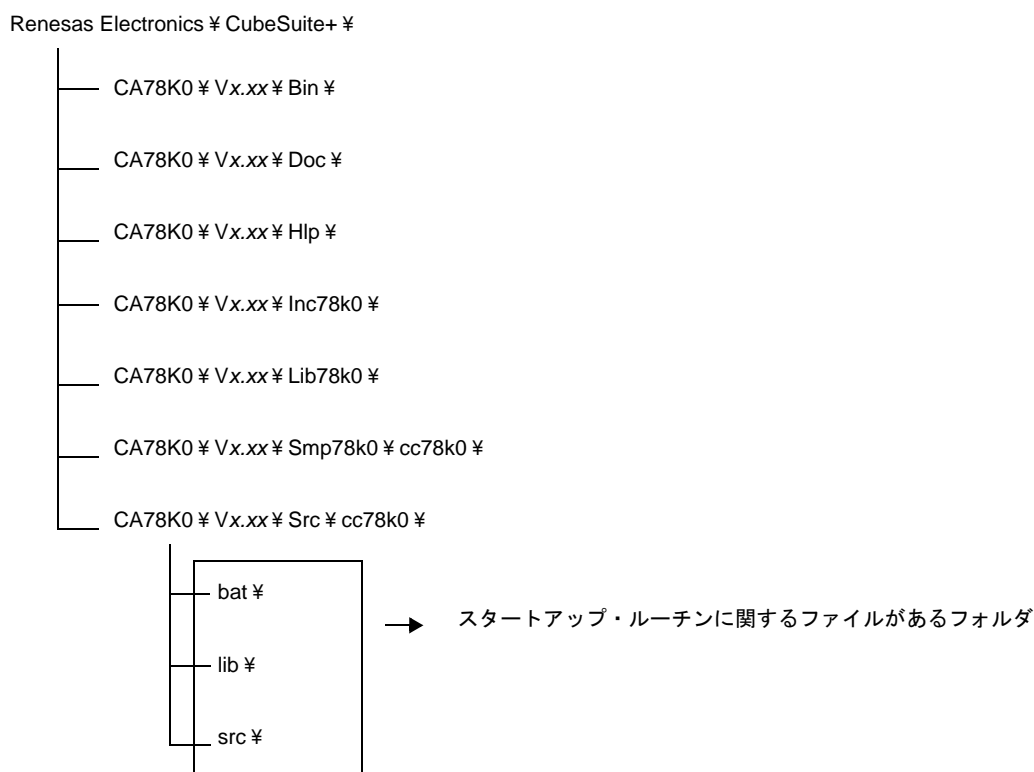 Renesas Electronics ¥ CubeSuite+ ¥
CA78K0 ¥ Vx.xx ¥ Bin ¥
CA78K0 ¥ Vx.xx ¥ Doc ¥
CA78K0 ¥ Vx.xx ¥ Hlp ¥
CA78K0 ¥ Vx.xx ¥ Inc78k0 ¥
CA78K0 ¥ Vx.xx ¥ Lib78k0 ¥
CA78K0 ¥ Vx.xx ¥ Smp78k0 ¥ cc78k0 ¥
CA78K0 ¥ Vx.xx ¥ Src ¥ cc78k0 ¥
bat ¥
スタートアップ・ルーチンに関するファイルがあるフォルダ
lib ¥
src ¥